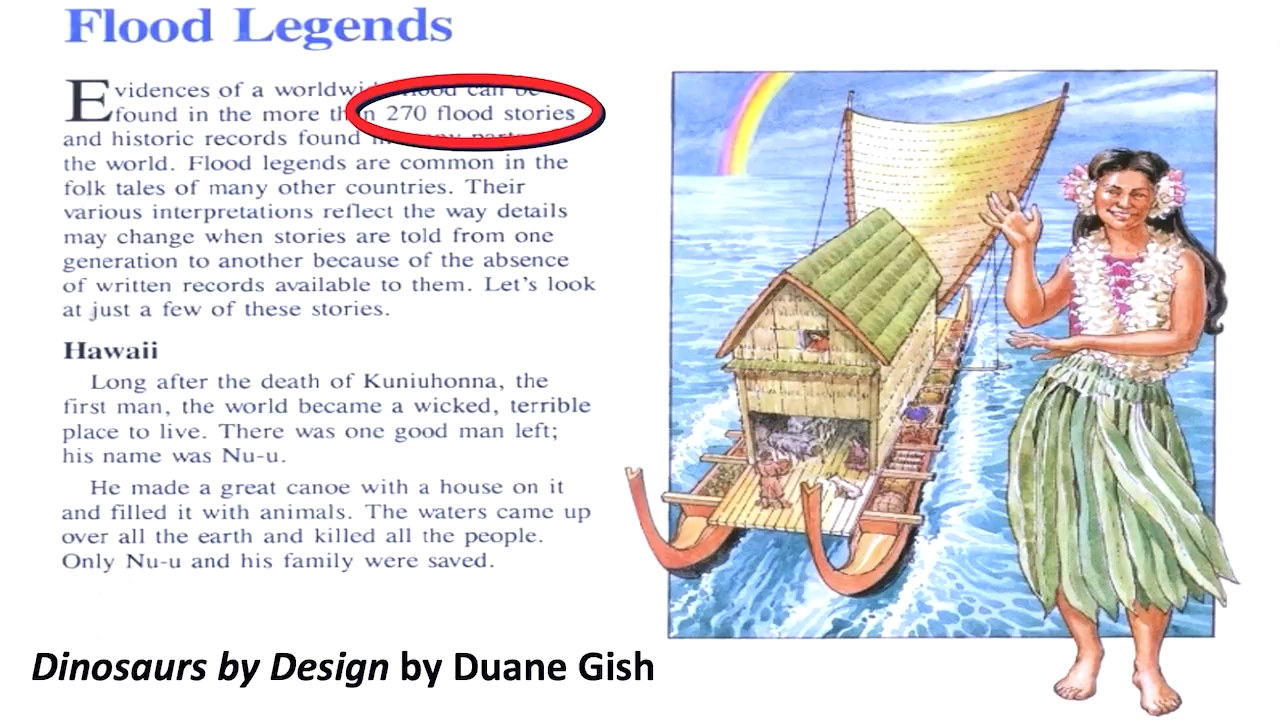 Flood Legends
Evidences of a worldwi flood can be
found in the more than 270 flood stories
and historic records found many parts
the world. Flood legends are common in the
folk tales of many other countries. Their
various interpretations reflect the way details
may change when stories are told from one
generation to another because of the absence
of written records available to them. Let's look
at just a few of these stories.
Hawaii
Long after the death of Kuniuhonna, the
first man, the world became a wicked, terrible
place to live. There was one good man left;
his name was Nu-u.
He made a great canoe with a house on it
and filled it with animals. The waters came up
over all the earth and killed all the people.
Only Nu-u and his family were saved.
Dinosaurs by Design by Duane Gish